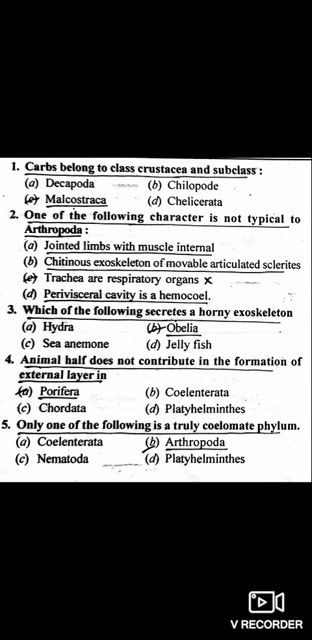 1. Carbs belong to class crustacea and subclass :
(a) Decapoda (b) Chilopode
(c) Malcostraca (d) Chelicerata
2. One of the following character is not typical to
Arthropoda :
(a) Jointed limbs with muscle internal
(b) Chitinous exoskeleton of movable articulated sclerites
(c) Trachea are respiratory organs x
(d) Perivisceral cavity is a hemocoel.
3. Which of the following secretes a horny exoskeleton
(a) Hydra (b) Obelia
(c) Sea anemone (d) Jelly fish
4. Animal half does not contribute in the formation of
external layer in
(a) Porifera (b) Coelenterata
(c) Chordata (d) Platyhelminthes
5. Only one of the following is a truly coelomate phylum.
(a) Coelenterata (b) Arthropoda
(c) Nematoda (d) Platyhelminthes
V RECORDER